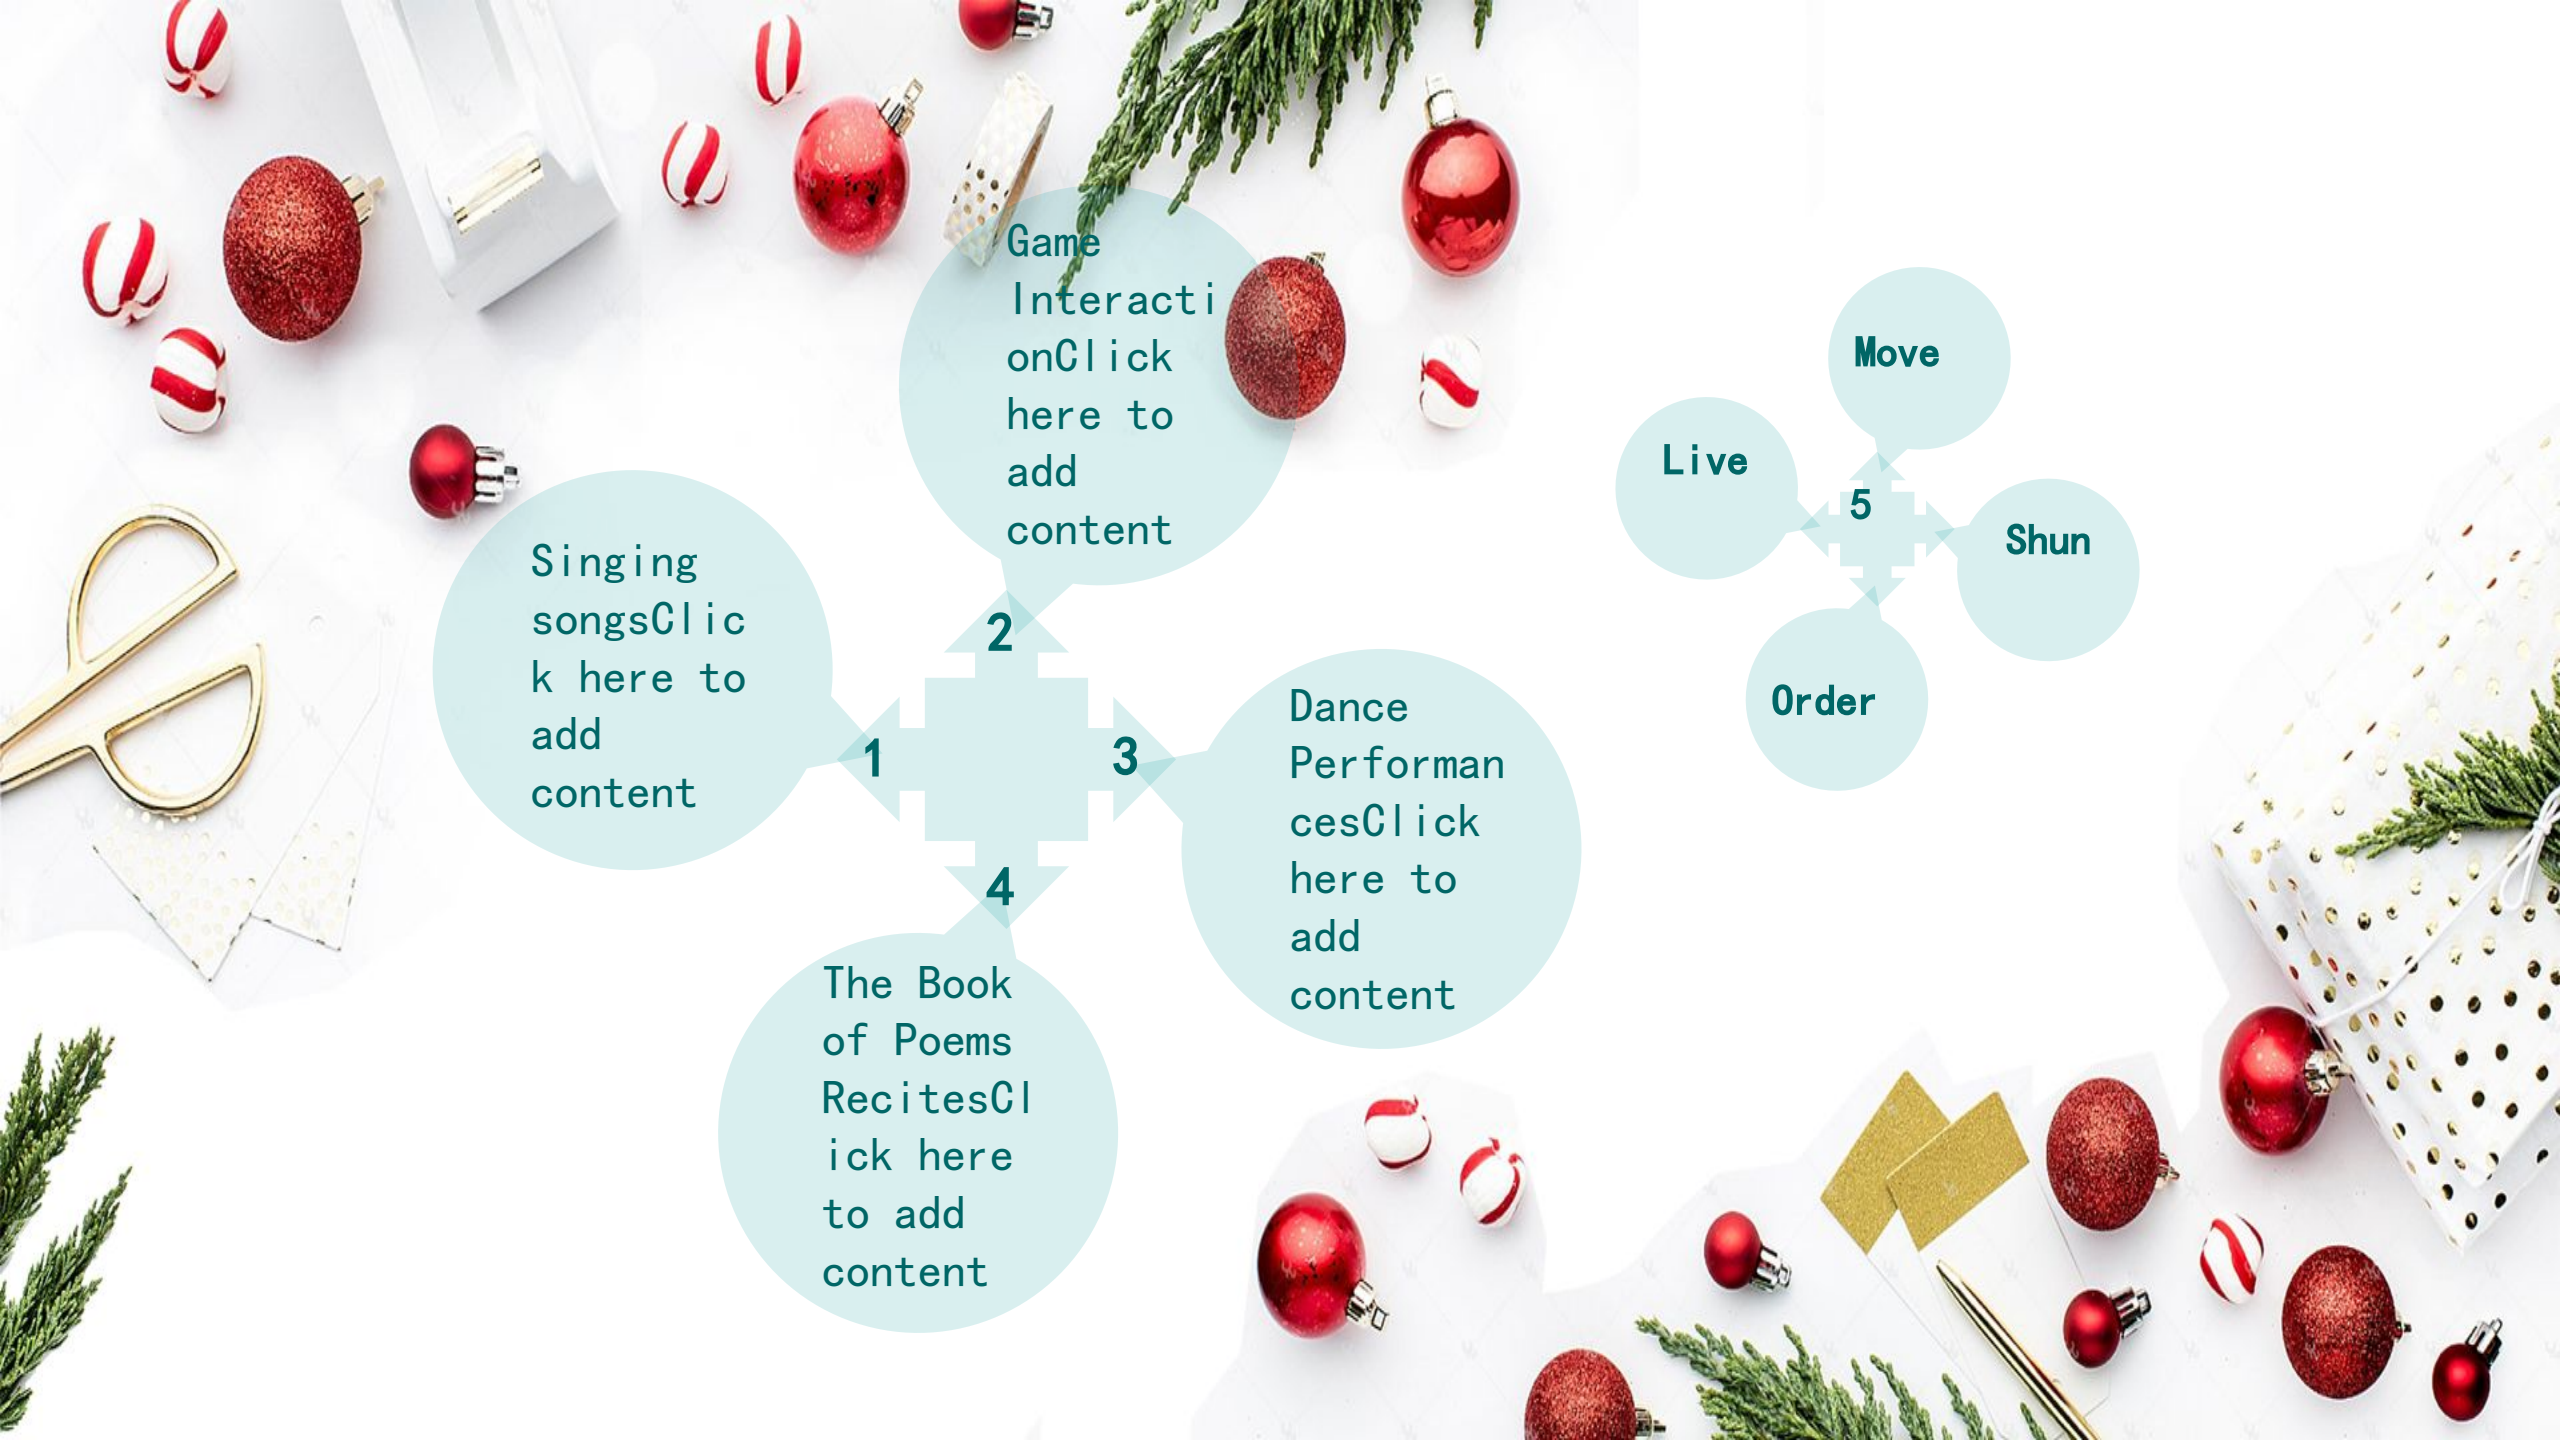 Game
Interacti
onClick
here to
add
content
Singing
songsClic
k here to
add
content
2
1
3
4
Dance
Performan
cesClick
here to
add
content
The Book
of Poems
RecitesCl
ick here
to add
content
Move
Live
5
Shun
Order